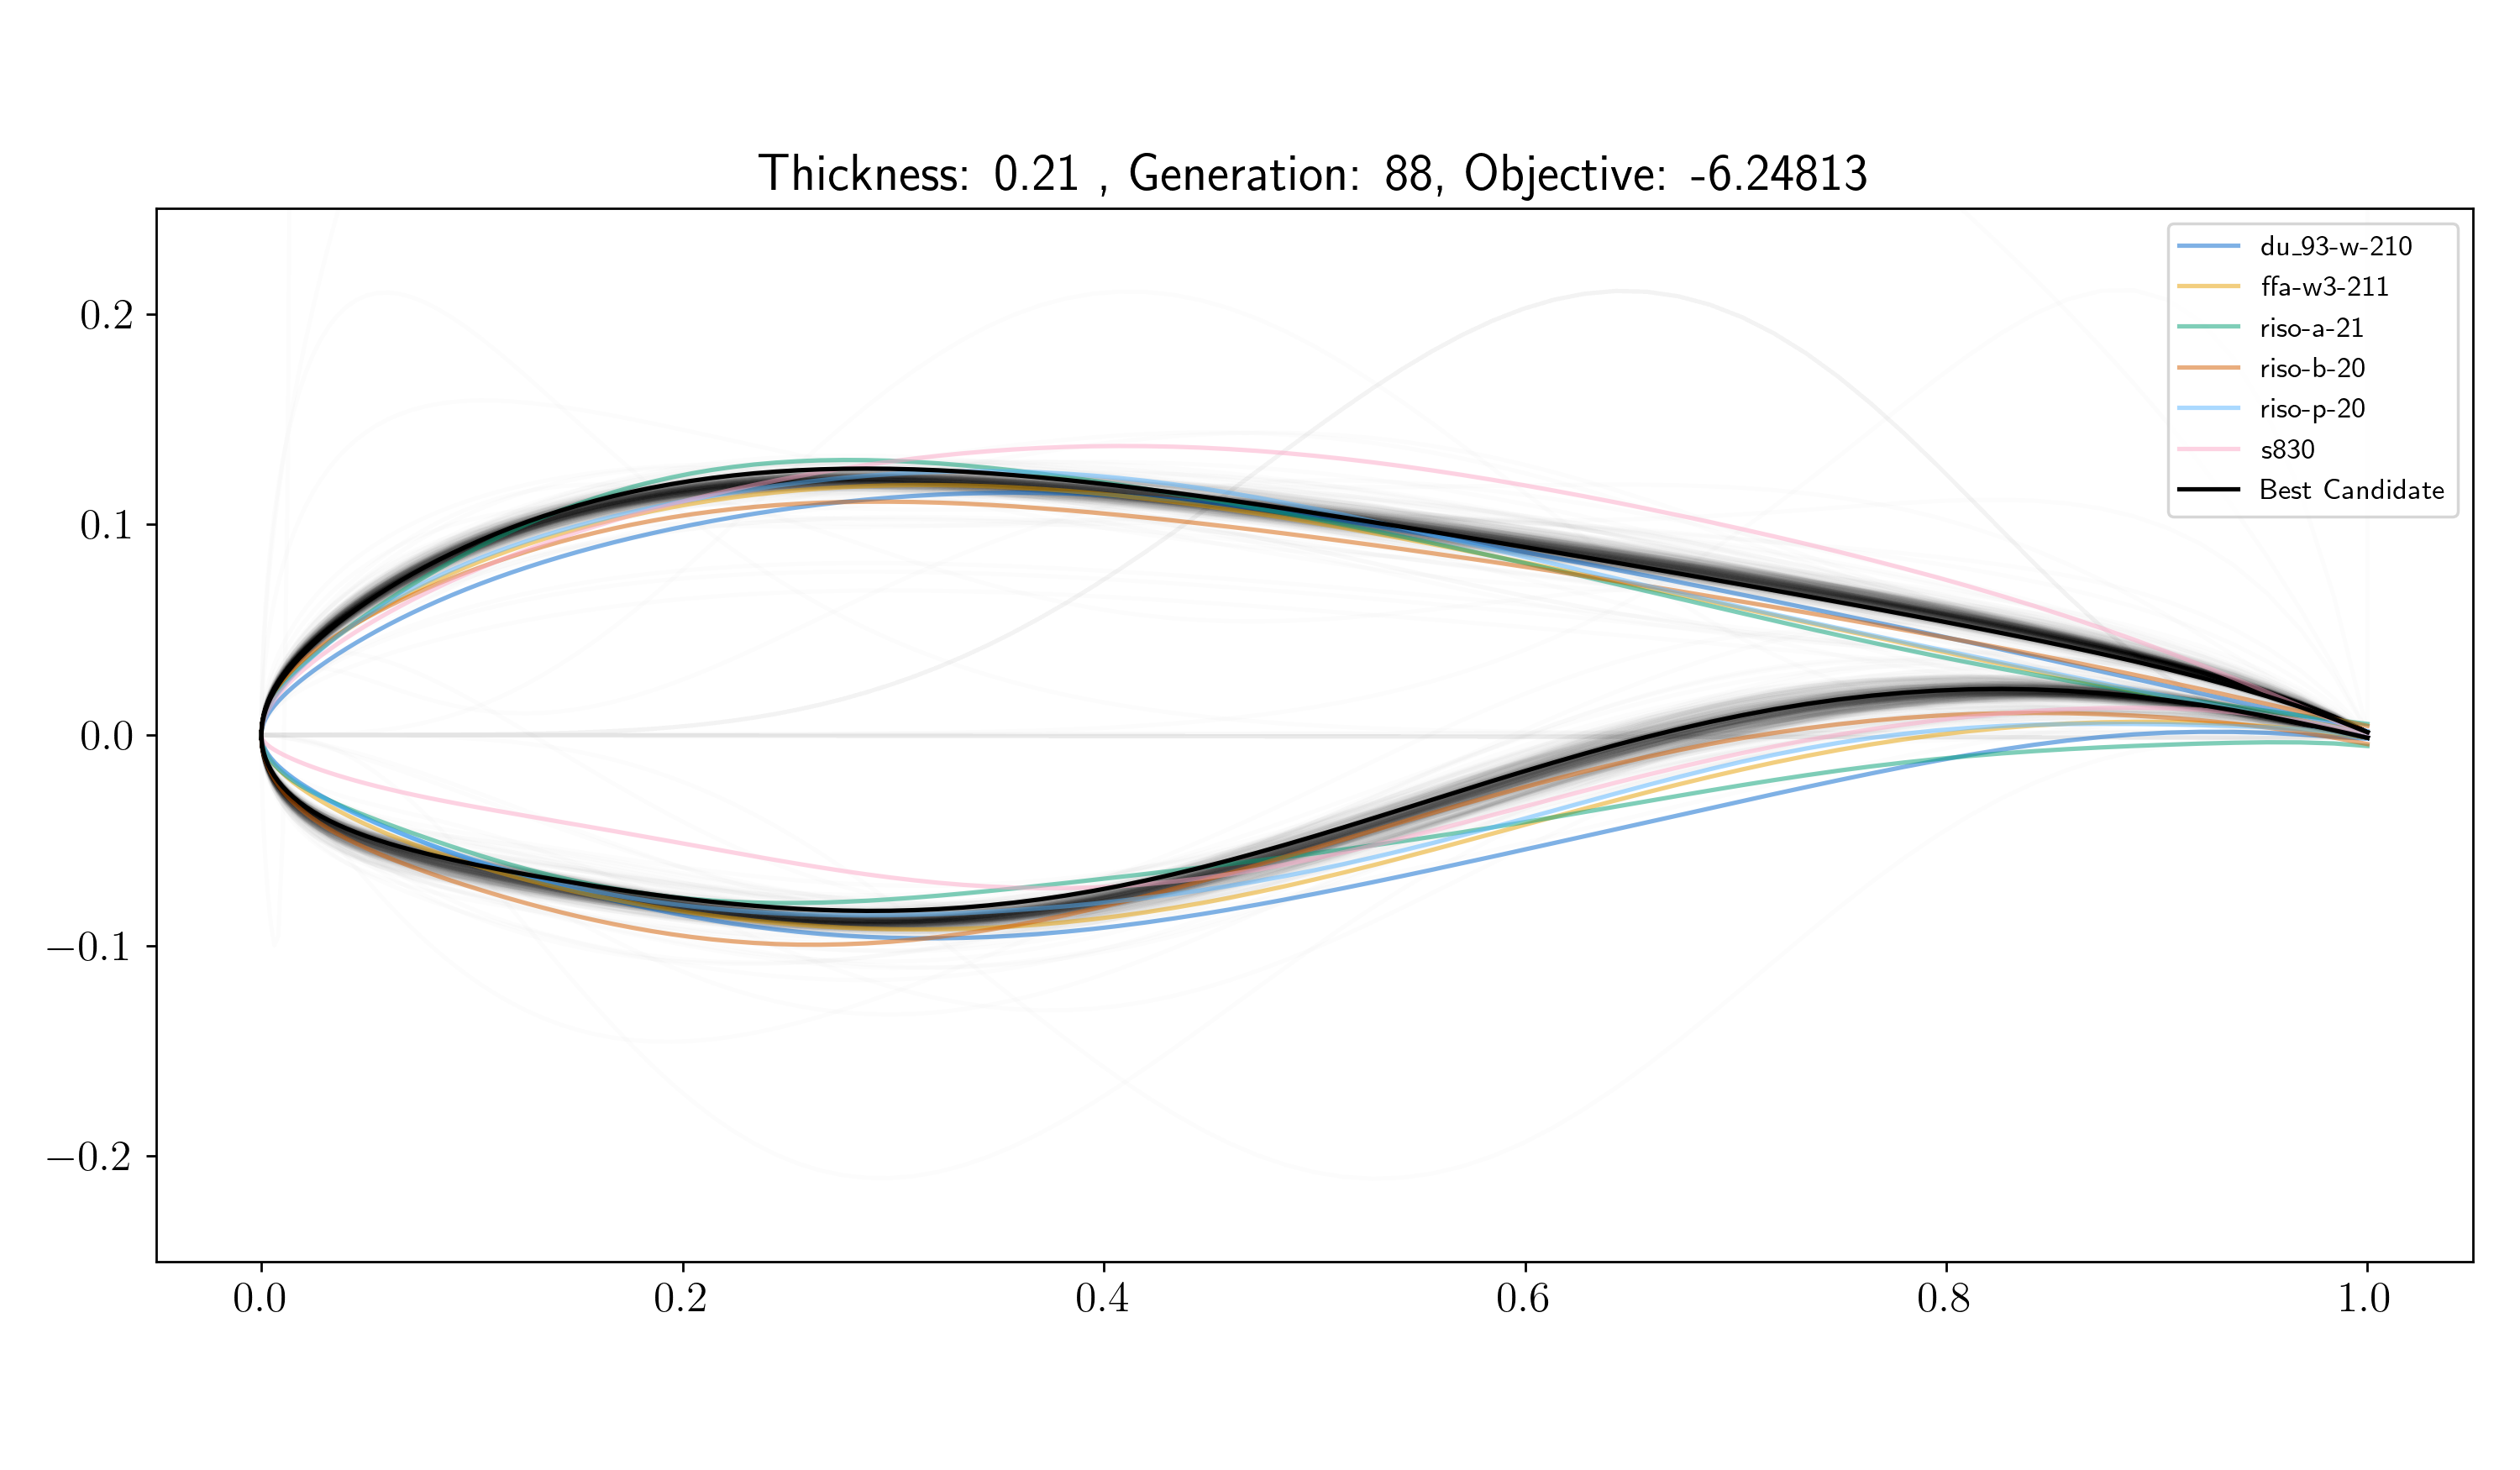 Thickness: 0.21 , Generation: 88, Objective: -6.24813
du_93-w-210
ffa-w3-211
riso-a-21
riso-b-20
riso-p-20
s830
Best Candidate
0.2
0.1
0.0
−0.1
−0.2
0.0 0.2 0.4 0.6 0.8 1.0